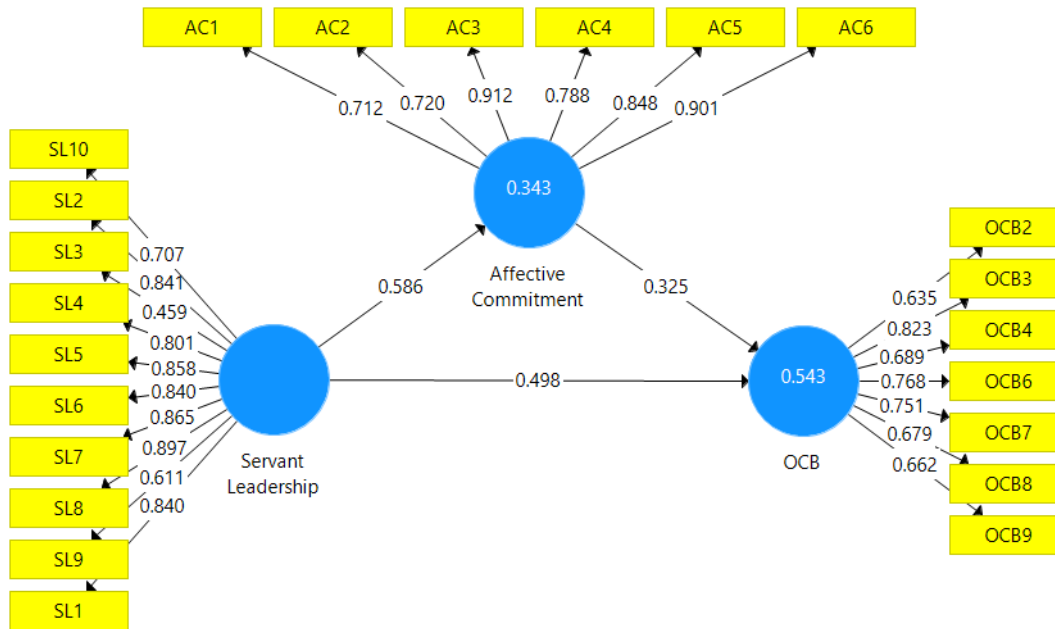 AC1
AC2
AC3
AC4
AC5
AC6
0.712
0.720
0.912
0.788
0.848
0.901
SL10
SL2
SL3
SL4
SL5
SL6
SL7
SL8
SL9
SL1
0.707
0.841
0.459
0.801
0.858
0.840
0.865
0.897
0.611
0.840
Servant
Leadership
0.586
0.343
Affective
Commitment
0.325
0.498
0.543
OCB
0.635
0.823
0.689
0.768
0.751
0.679
0.662
OCB2
OCB3
OCB4
OCB6
OCB7
OCB8
OCB9